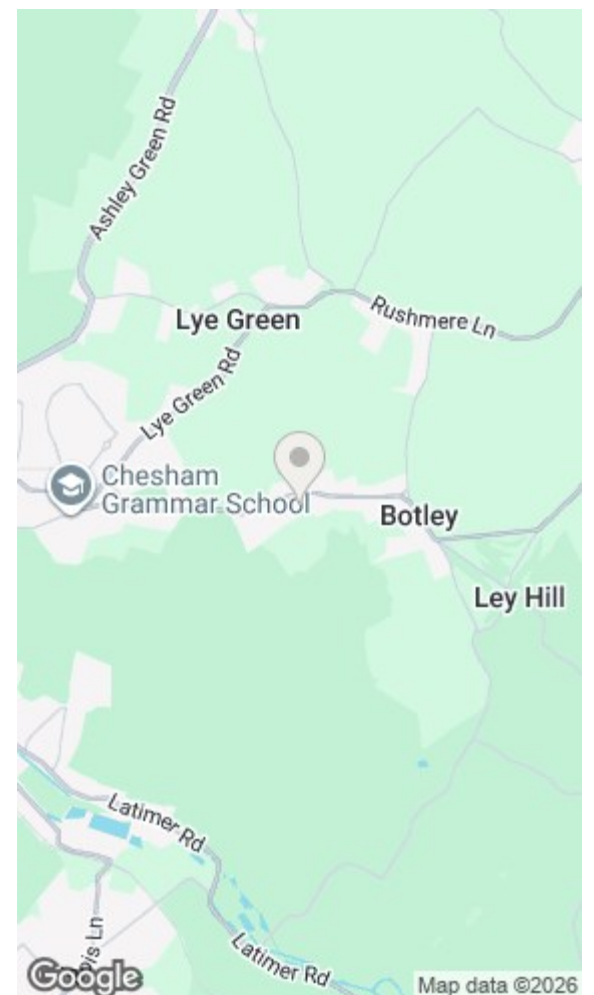 Ashley Green Rd
Lye Green
Rushmere Ln
Lye Green Rd
Chesham
Grammar School
Botley
Ley Hill
Latimer Rd
Ln
Latimer Rd
Google
Map data ©2026